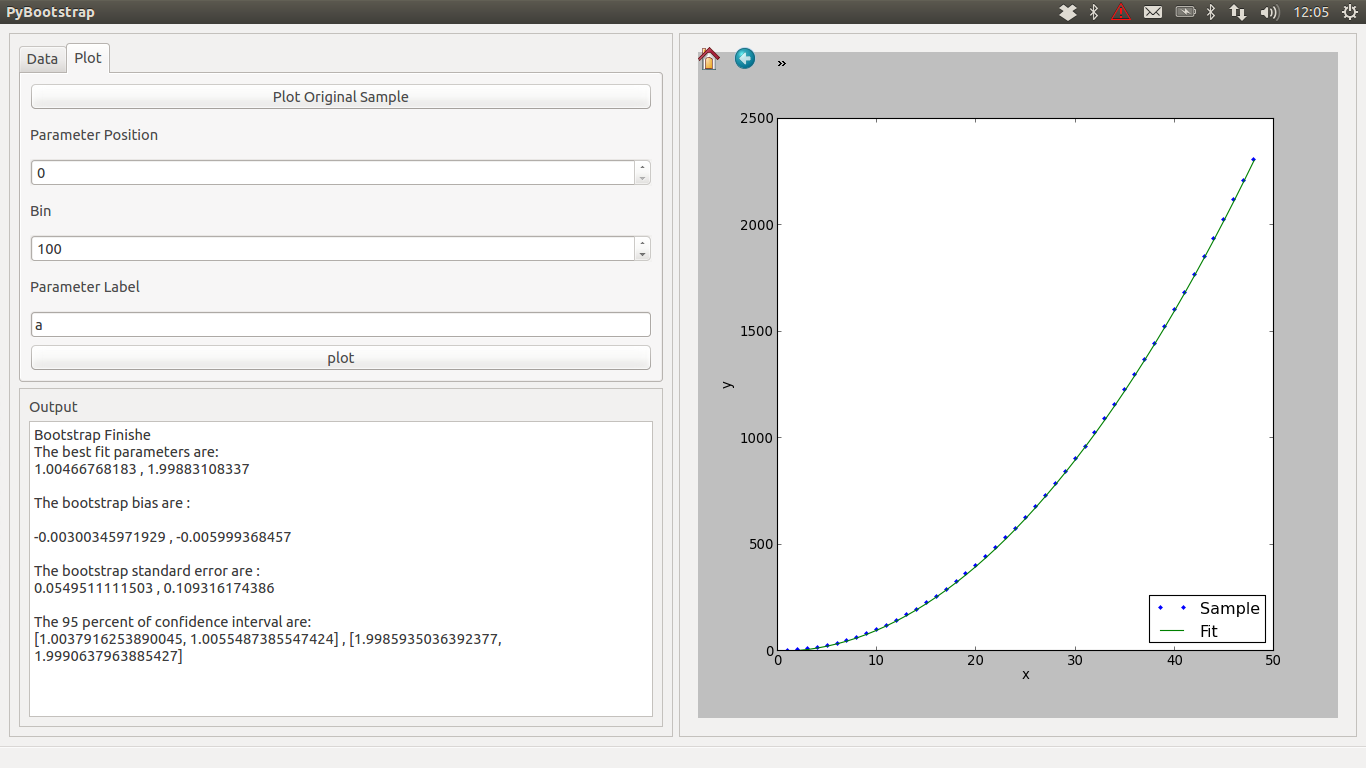 PyBootstrap
12:05
Data
Plot
Plot Original Sample
Parameter Position
0
Bin
100
Parameter Label
a
plot
Output
Bootstrap Finishe
The best fit parameters are:
1.00466768183 , 1.99883108337
The bootstrap bias are :
-0.00300345971929 , -0.005999368457
The bootstrap standard error are :
0.0549511111503 , 0.109316174386
The 95 percent of confidence interval are:
[1.0037916253890045, 1.0055487385547424] , [1.9985935036392377,
1.9990637963885427]
»
2500
2000
1500
1000
500
0
y
0 10 20 30 40 50
x
Sample
Fit